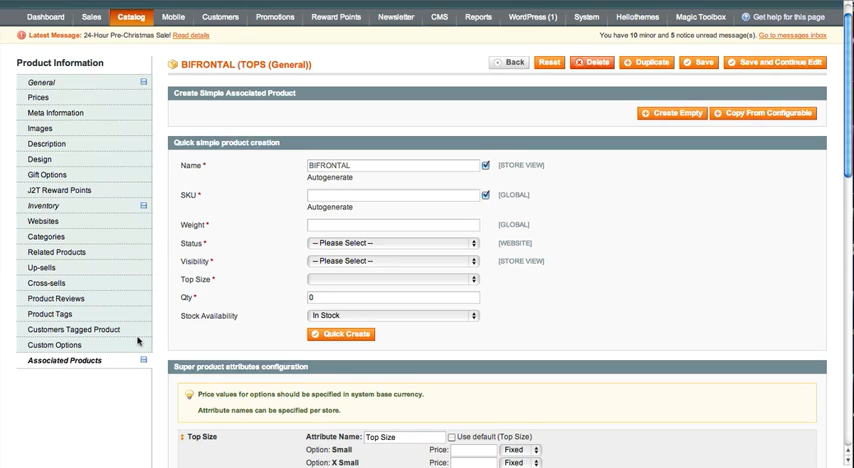 Dashboard Sales Catalog Mobile Customers Promotions Reward Points Newsletter CMS Reports WordPress (1) System Hellothemes Magic Toolbox Get help for this page
Latest Message: 24-Hour Pre-Christmas Sale! Read details You have 10 minor and 5 notice unread message(s). Go to messages inbox
Product Information
General
Prices
Meta Information
Images
Description
Design
Gift Options
J2T Reward Points
Inventory
Websites
Categories
Related Products
Up-sells
Cross-sells
Product Reviews
Product Tags
Customers Tagged Product
Custom Options
Associated Products
BIFRONTAL (TOPS (General)) Back Reset Delete Duplicate Save Save and Continue Edit
Create Simple Associated Product
Create Empty Copy From Configurable
Quick simple product creation
Name * BIFRONTAL [STORE VIEW]
Autogenerate
SKU * [GLOBAL]
Autogenerate
Weight * [GLOBAL]
Status * -- Please Select -- [WEBSITE]
Visibility * -- Please Select -- [STORE VIEW]
Top Size *
Qty * 0
Stock Availability In Stock
Quick Create
Super product attributes configuration
Price values for options should be specified in system base currency.
Attribute names can be specified per store.
Top Size Attribute Name: Top Size Use default (Top Size)
Option: Small Price: Fixed
Option: X Small Price: Fixed